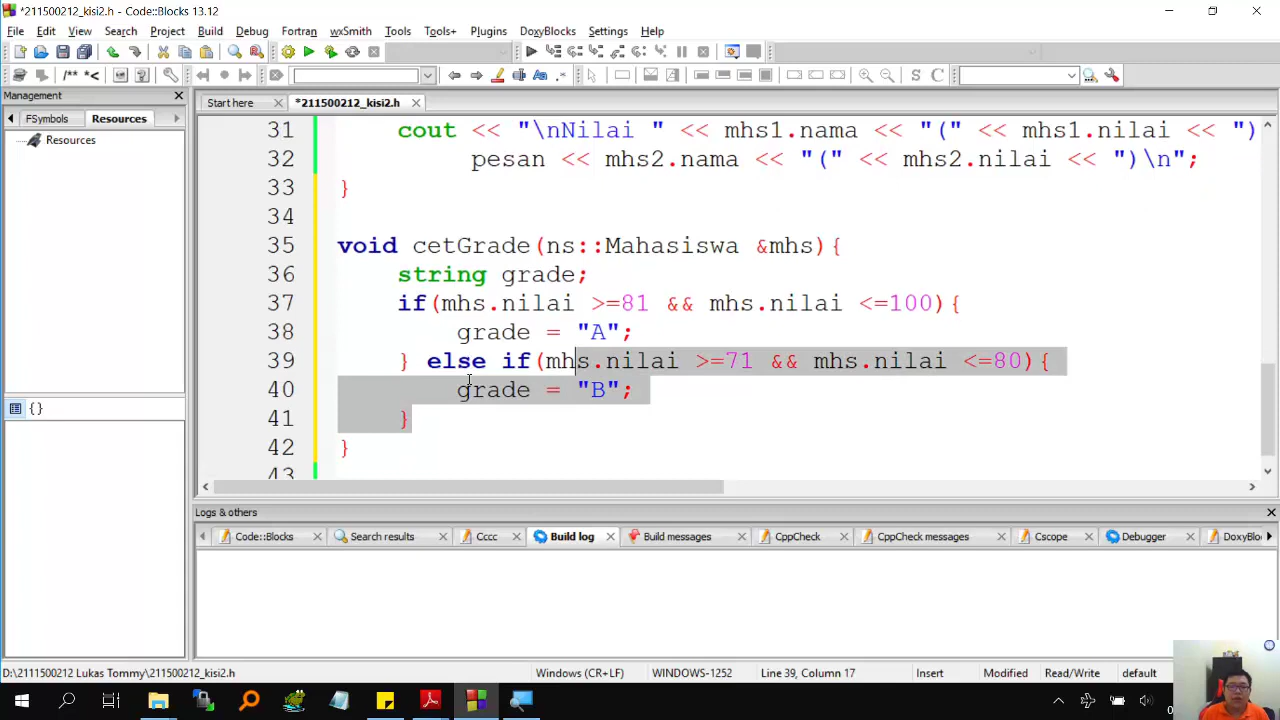 *211500212_kisi2.h - Code::Blocks 13.12
File Edit View Search Project Build Debug Fortran wxSmith Tools Tools+ Plugins DoxyBlocks Settings Help
/** *<
.*
S C
Management
FSymbols Resources
Resources
{ }
Start here *211500212_kisi2.h
31 cout << "\nNilai " << mhs1.nama << "(" << mhs1.nilai << ")
32 pesan << mhs2.nama << "(" << mhs2.nilai << ")\n";
33 }
34
35 void cetGrade(ns::Mahasiswa &mhs){
36 string grade;
37 if(mhs.nilai >=81 && mhs.nilai <=100){
38 grade = "A";
39 } else if(mhs.nilai >=71 && mhs.nilai <=80){
40 grade = "B";
41 }
42 }
43
Logs & others
Code::Blocks Search results Cccc Build log Build messages CppCheck CppCheck messages Cscope Debugger DoxyBlo
D:\2111500212 Lukas Tommy\211500212_kisi2.h Windows (CR+LF) WINDOWS-1252 Line 39, Column 17 Insert Modified Read/Write default